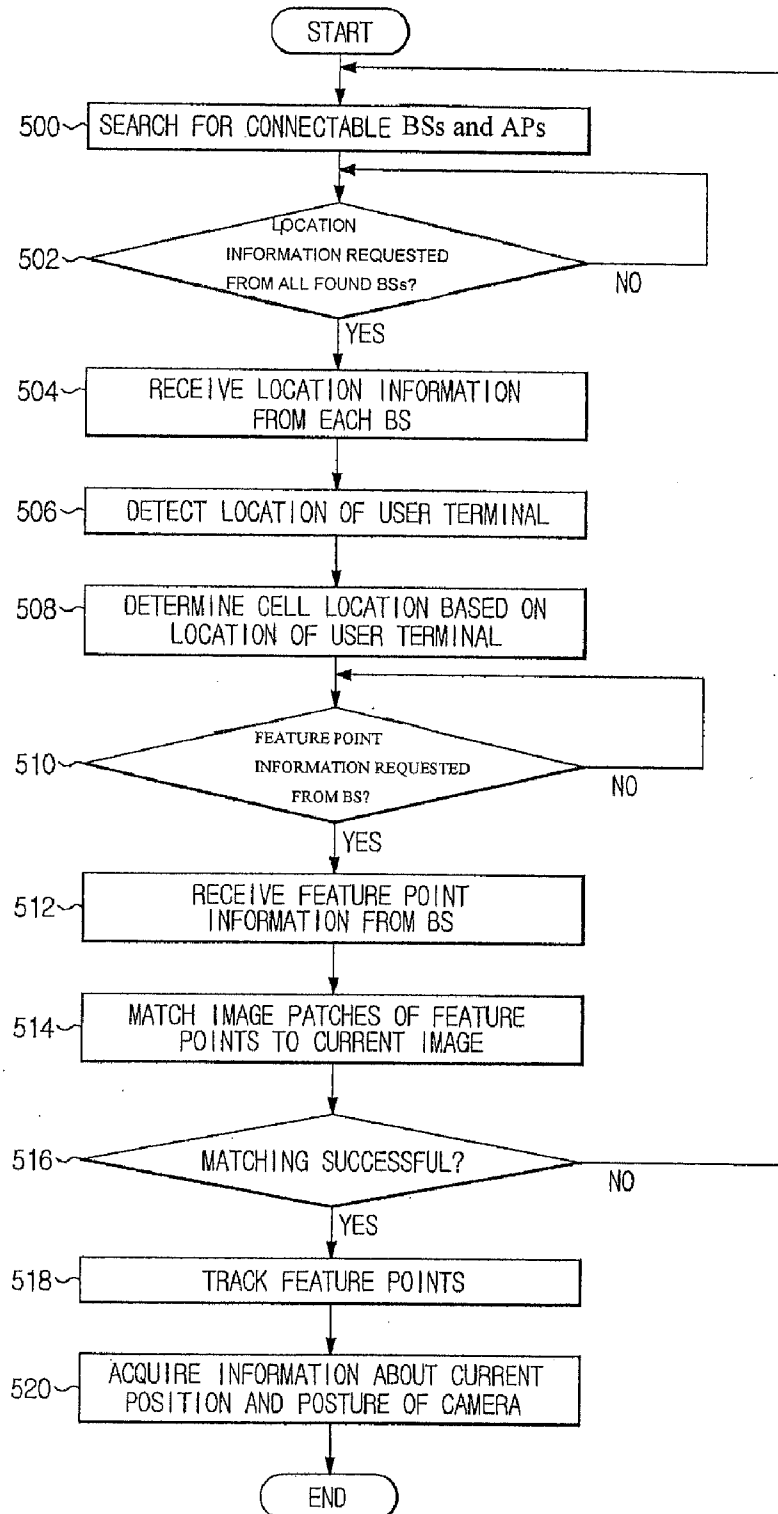 START
500
SEARCH FOR CONNECTABLE BSs and APs
LOCATION
INFORMATION REQUESTED
FROM ALL FOUND BSs?
502
NO
YES
504
RECEIVE LOCATION INFORMATION
FROM EACH BS
506
DETECT LOCATION OF USER TERMINAL
508
DETERMINE CELL LOCATION BASED ON
LOCATION OF USER TERMINAL
FEATURE POINT
INFORMATION REQUESTED
FROM BS?
510
NO
YES
512
RECEIVE FEATURE POINT
INFORMATION FROM BS
514
MATCH IMAGE PATCHES OF FEATURE
POINTS TO CURRENT IMAGE
516
MATCHING SUCCESSFUL?
NO
YES
518
TRACK FEATURE POINTS
520
ACQUIRE INFORMATION ABOUT CURRENT
POSITION AND POSTURE OF CAMERA
END